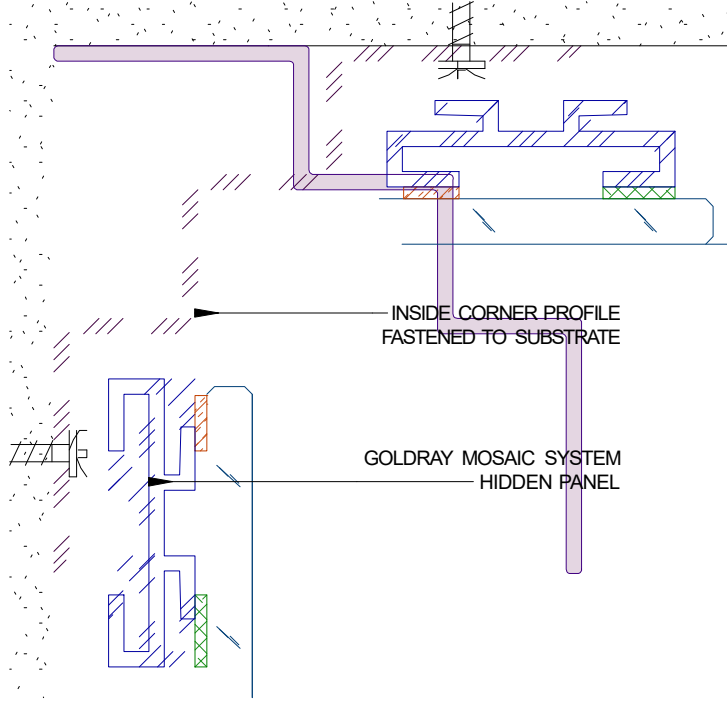 INSIDE CORNER PROFILE
FASTENED TO SUBSTRATE
GOLDRAY MOSAIC SYSTEM
HIDDEN PANEL